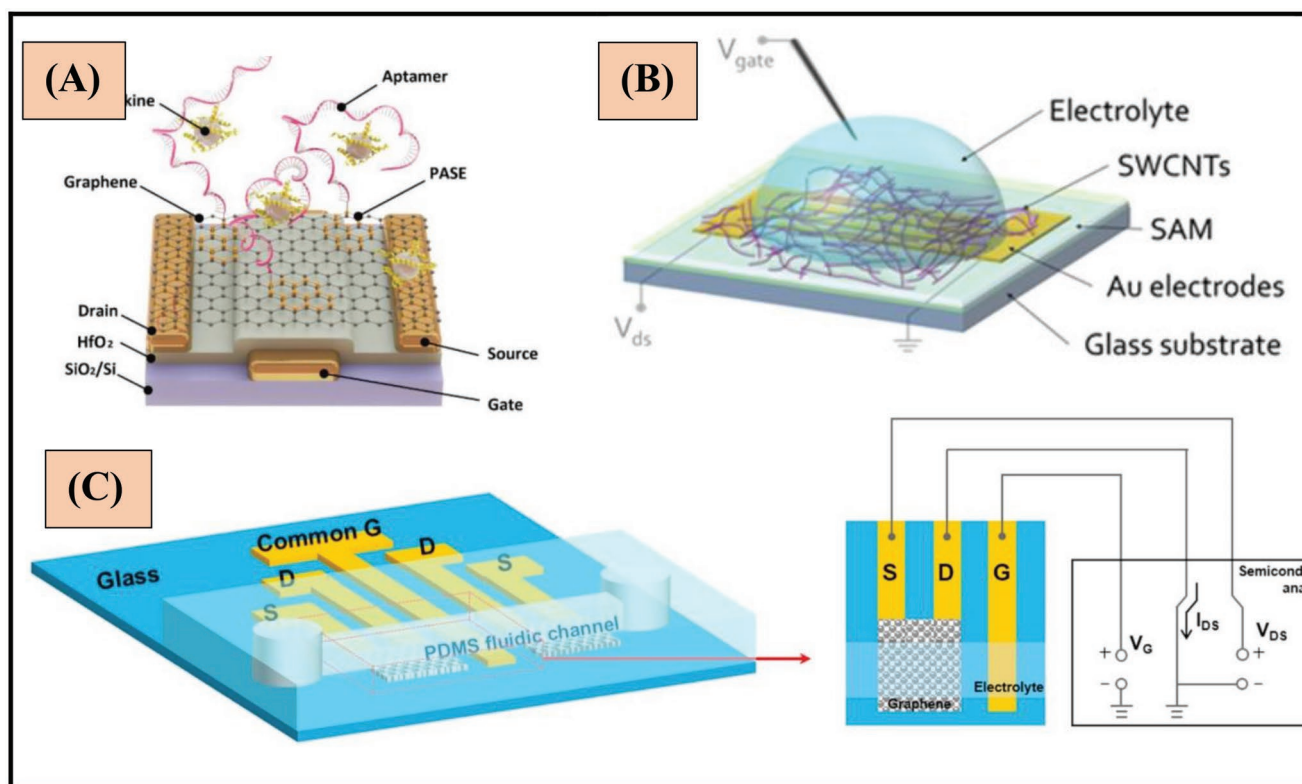 (A)
kine
Aptamer
Graphene
PASE
Drain
HfO₂
SiO₂/Si
Source
Gate
(B)
V_gate
Electrolyte
SWCNTs
SAM
Au electrodes
Glass substrate
V_ds
(C)
Common G
Glass
D
D
S
S
PDMS fluidic channel
S D G
Graphene
Electrolyte
Semicond
ana
I_DS
V_G
V_DS
+
−
+
−